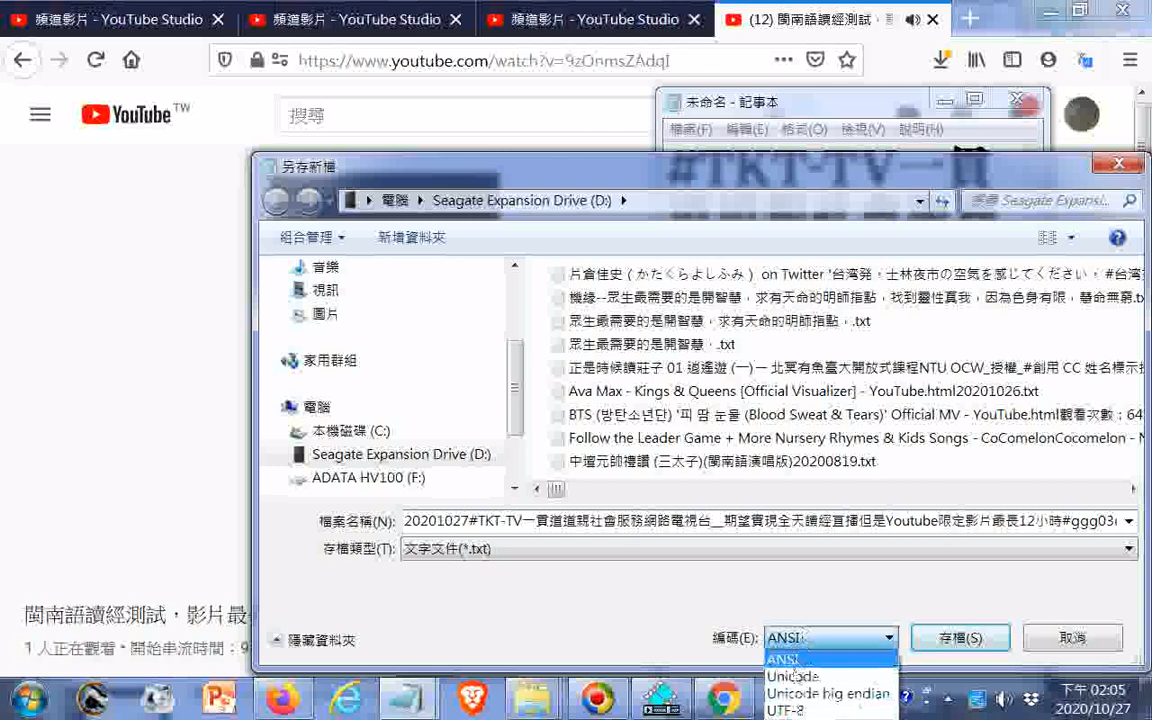 頻道影片 - YouTube Studio
頻道影片 - YouTube Studio
頻道影片 - YouTube Studio
(12) 閩南語讀經測試，
https://www.youtube.com/watch?v=9zOnmsZAdqI
YouTube TW
搜尋
未命名 - 記事本
檔案(F) 編輯(E) 格式(O) 檢視(V) 說明(H)
#TKT-TV一貫
另存新檔
電腦 Seagate Expansion Drive (D:)
搜尋 Seagate Expansi...
組合管理 新增資料夾
音樂
視訊
圖片
家用群組
電腦
本機磁碟 (C:)
Seagate Expansion Drive (D:)
ADATA HV100 (F:)
片倉佳史（かたくらよしふみ）on Twitter '台湾発。士林夜市の空気を感じてください。#台湾
機緣--眾生最需要的是開智慧，求有天命的明師指點，找到靈性真我，因為色身有限，慧命無窮.tx
眾生最需要的是開智慧，求有天命的明師指點，.txt
眾生最需要的是開智慧，.txt
正是時候讀莊子 01 逍遙遊 (一) — 北冥有魚臺大開放式課程NTU OCW_授權_#創用 CC 姓名標示
Ava Max - Kings & Queens [Official Visualizer] - YouTube.html20201026.txt
BTS (방탄소년단) '피 땀 눈물 (Blood Sweat & Tears)' Official MV - YouTube.html觀看次數：64
Follow the Leader Game + More Nursery Rhymes & Kids Songs - CoComelonCocomelon - N
中壇元帥禮讚 (三太子)(閩南語演唱版)20200819.txt
檔案名稱(N): 20201027#TKT-TV一貫道道親社會服務網路電視台__期望實現全天讀經直播但是Youtube限定影片最長12小時#ggg03
存檔類型(T): 文字文件(*.txt)
隱藏資料夾
編碼(E): ANSI
存檔(S)
取消
ANSI
Unicode
Unicode big endian
UTF-8
閩南語讀經測試，影片最
1 人正在觀看 • 開始串流時間：9
下午 02:05
2020/10/27